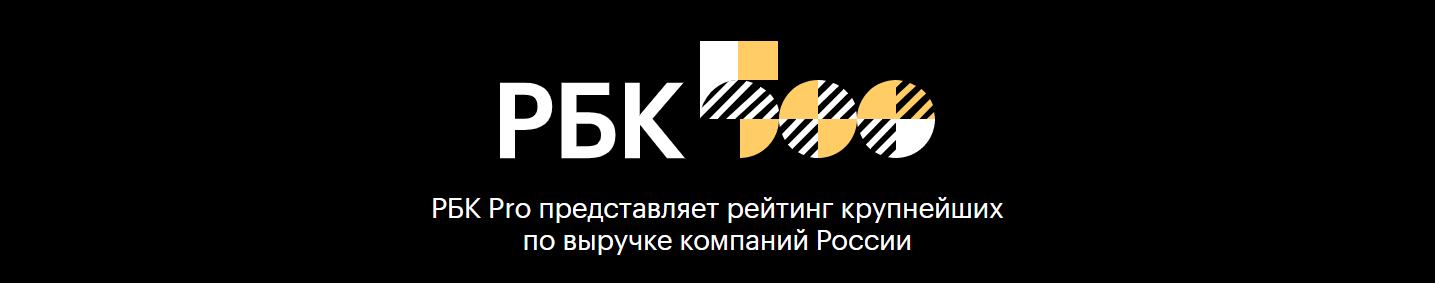 РБК 500
РБК Pro представляет рейтинг крупнейших
по выручке компаний России